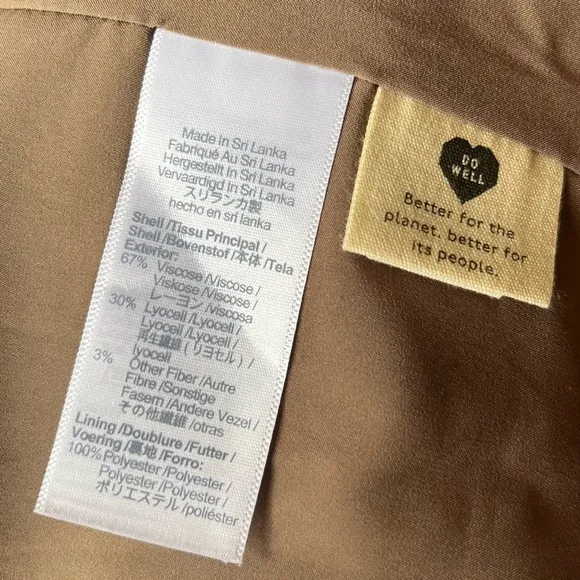 Made in Sri Lanka
Fabriqué Au Sri Lanka
Hergestellt In Sri Lanka
Vervaardigd In Sri Lanka
スリランカ製
hecho en sri lanka
Shell /Tissu Principal /
Shell /Bovenstof /本体 /Tela
Exterior:
67% Viscose /Viscose /
Viskose /Viscose /
レーヨン /viscosa
30% Lyocell /Lyocell /
Lyocell /Lyocell /
再生繊維 (リヨセル) /
lyocell
3% Other Fiber /Autre
Fibre /Sonstige
Fasern /Andere Vezel /
その他繊維 /otras
Lining /Doublure /Futter /
Voering /裏地 /Forro:
100% Polyester /Polyester /
Polyester /Polyester /
ポリエステル /poliéster
DO
WELL
Better for the
planet, better for
its people.